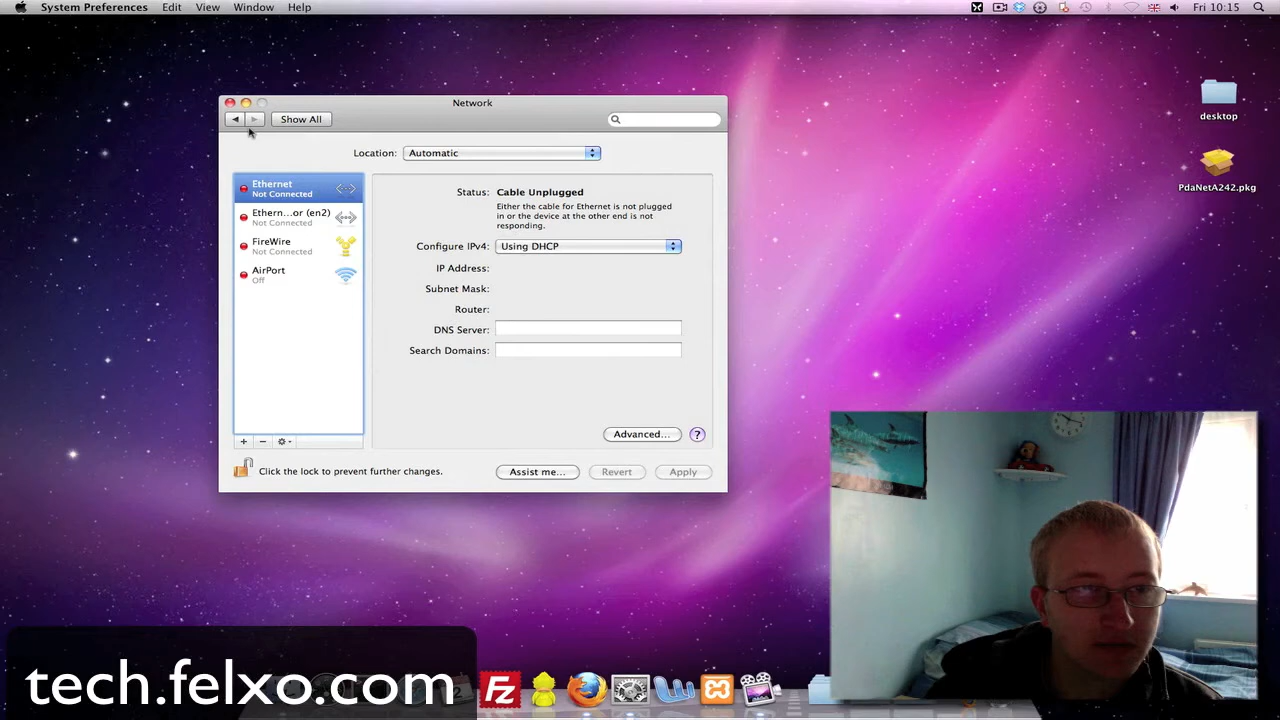 System Preferences Edit View Window Help
Fri 10:15
Network
Show All
Location: Automatic
Ethernet
Not Connected
Ethern...or (en2)
Not Connected
FireWire
Not Connected
AirPort
Off
Status: Cable Unplugged
Either the cable for Ethernet is not plugged
in or the device at the other end is not
responding.
Configure IPv4: Using DHCP
IP Address:
Subnet Mask:
Router:
DNS Server:
Search Domains:
Advanced...
?
Click the lock to prevent further changes.
Assist me...
Revert
Apply
desktop
PdaNetA242.pkg
tech.felxo.com
Fz